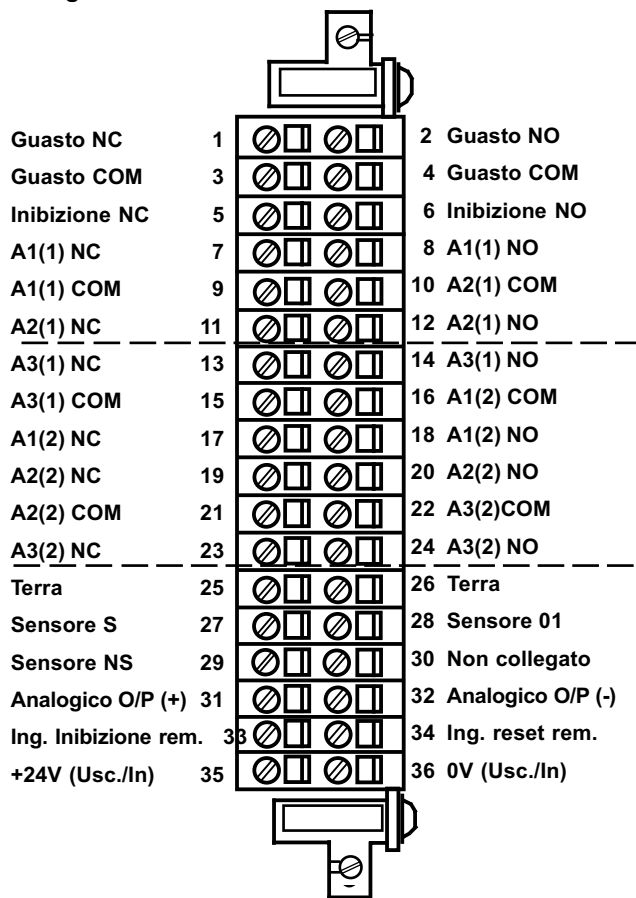 Guasto NC 1 2 Guasto NO
Guasto COM 3 4 Guasto COM
Inibizione NC 5 6 Inibizione NO
A1(1) NC 7 8 A1(1) NO
A1(1) COM 9 10 A2(1) COM
A2(1) NC 11 12 A2(1) NO
A3(1) NC 13 14 A3(1) NO
A3(1) COM 15 16 A1(2) COM
A1(2) NC 17 18 A1(2) NO
A2(2) NC 19 20 A2(2) NO
A2(2) COM 21 22 A3(2)COM
A3(2) NC 23 24 A3(2) NO
Terra 25 26 Terra
Sensore S 27 28 Sensore 01
Sensore NS 29 30 Non collegato
Analogico O/P (+) 31 32 Analogico O/P (-)
Ing. Inibizione rem. 33 34 Ing. reset rem.
+24V (Usc./In) 35 36 0V (Usc./In)